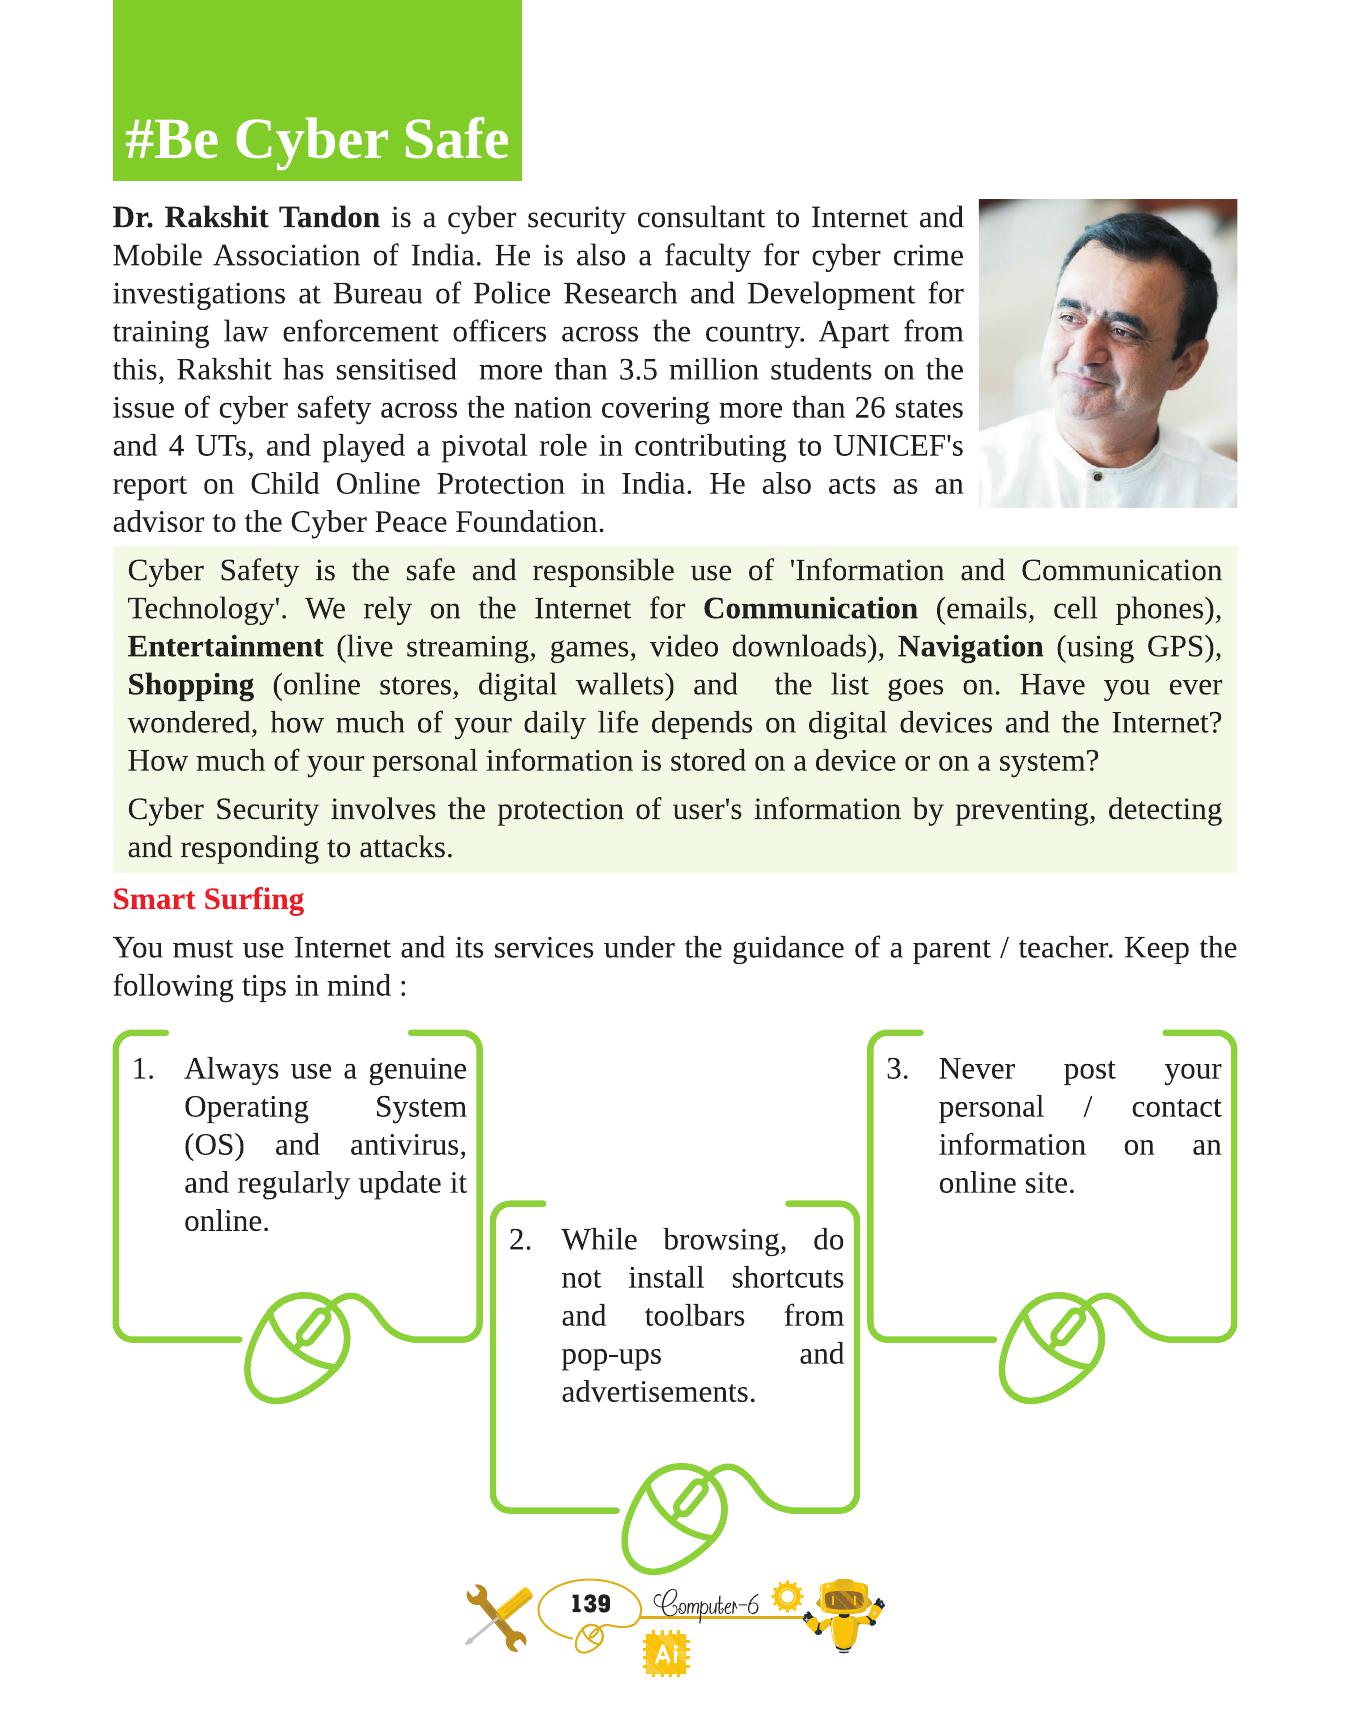 #Be Cyber Safe
Dr. Rakshit Tandon is a cyber security consultant to Internet and
Mobile Association of India. He is also a faculty for cyber crime
investigations at Bureau of Police Research and Development for
training law enforcement officers across the country. Apart from
this, Rakshit has sensitised more than 3.5 million students on the
issue of cyber safety across the nation covering more than 26 states
and 4 UTs, and played a pivotal role in contributing to UNICEF's
report on Child Online Protection in India. He also acts as an
advisor to the Cyber Peace Foundation.
Cyber Safety is the safe and responsible use of 'Information and Communication
Technology'. We rely on the Internet for Communication (emails, cell phones),
Entertainment (live streaming, games, video downloads), Navigation (using GPS),
Shopping (online stores, digital wallets) and the list goes on. Have you ever
wondered, how much of your daily life depends on digital devices and the Internet?
How much of your personal information is stored on a device or on a system?
Cyber Security involves the protection of user's information by preventing, detecting
and responding to attacks.
Smart Surfing
You must use Internet and its services under the guidance of a parent / teacher. Keep the
following tips in mind :
1. Always use a genuine
Operating System
(OS) and antivirus,
and regularly update it
online.
2. While browsing, do
not install shortcuts
and toolbars from
pop-ups and
advertisements.
3. Never post your
personal / contact
information on an
online site.
139
Computer-6
Ai